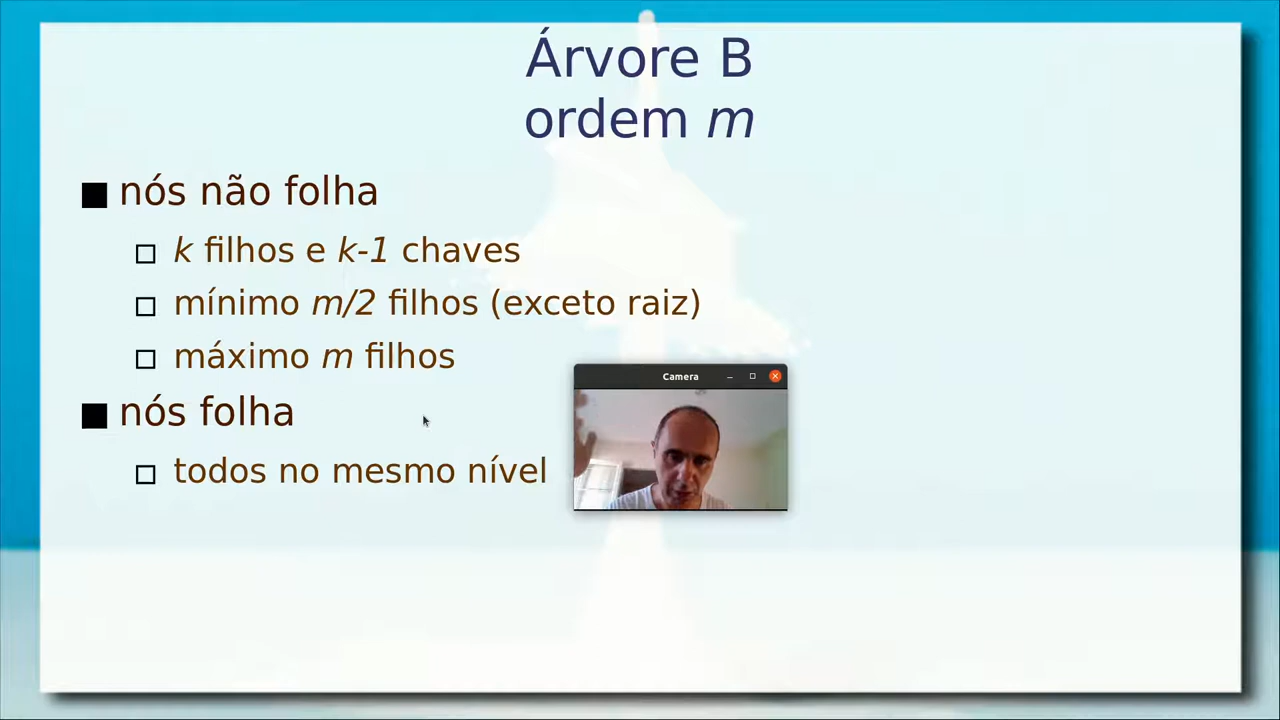 Árvore B
ordem m
nós não folha
k filhos e k-1 chaves
mínimo m/2 filhos (exceto raiz)
máximo m filhos
nós folha
todos no mesmo nível
Camera